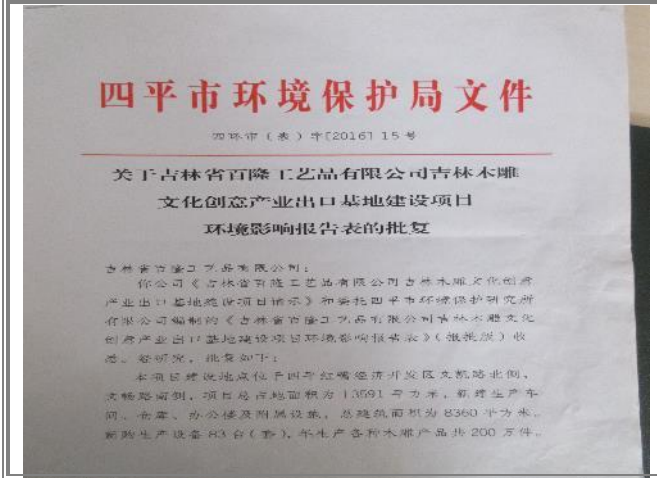 四平市环境保护局文件
四环审（表）字[2016] 15号
关于吉林省百隆工艺品有限公司吉林木雕
文化创意产业出口基地建设项目
环境影响报告表的批复
吉林省百隆工艺品有限公司：
你公司《吉林省百隆工艺品有限公司吉林木雕文化创意
产业出口基地建设项目请示》和委托四平市环境保护研究所
有限公司编制的《吉林省百隆工艺品有限公司吉林木雕文化
创意产业出口基地建设项目环境影响报告表》（报批版）收
悉。经研究，批复如下：
本项目建设地点位于四平红嘴经济开发区文凯路北侧，
文畅路南侧，项目总占地面积为13591平方米，新建生产车
间、仓库、办公楼及附属设施，总建筑面积为8360平方米。
新购生产设备83台（套），年生产各种木雕产品共200万件。